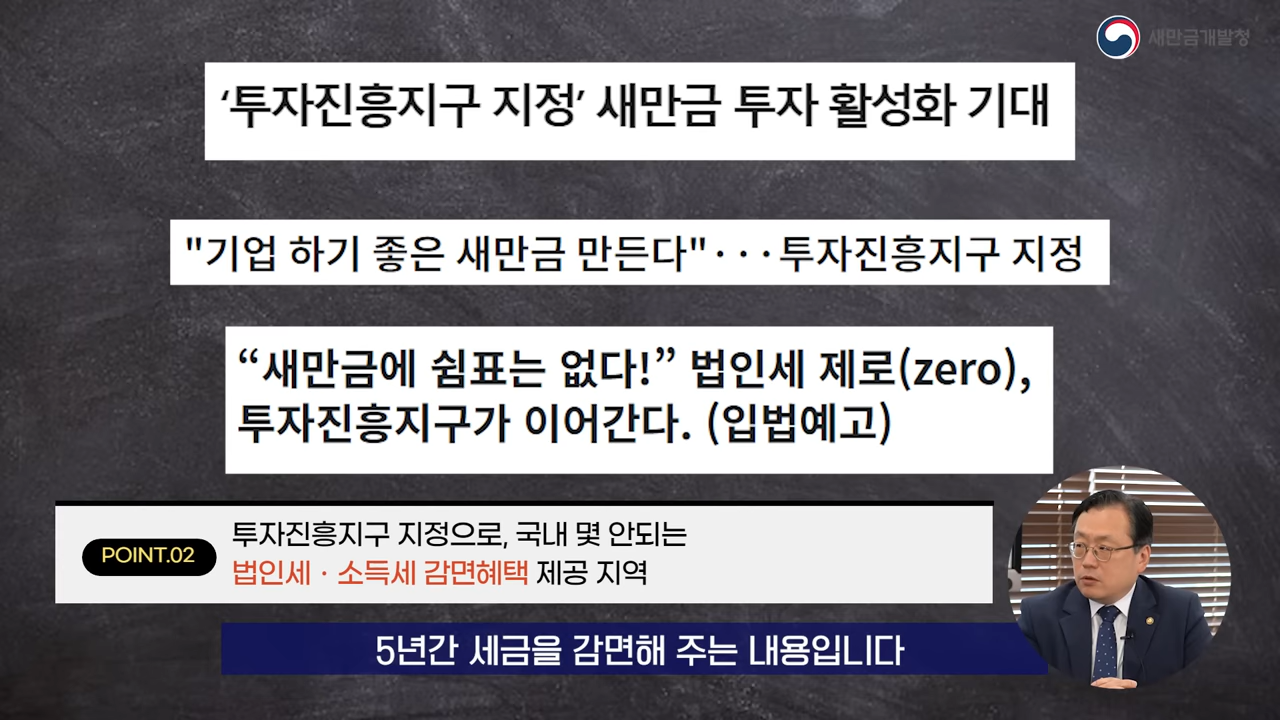 새만금개발청
‘투자진흥지구 지정’ 새만금 투자 활성화 기대
"기업 하기 좋은 새만금 만든다"···투자진흥지구 지정
“새만금에 쉼표는 없다!” 법인세 제로(zero),
투자진흥지구가 이어간다. (입법예고)
POINT.02
투자진흥지구 지정으로, 국내 몇 안되는
법인세 · 소득세 감면혜택 제공 지역
5년간 세금을 감면해 주는 내용입니다